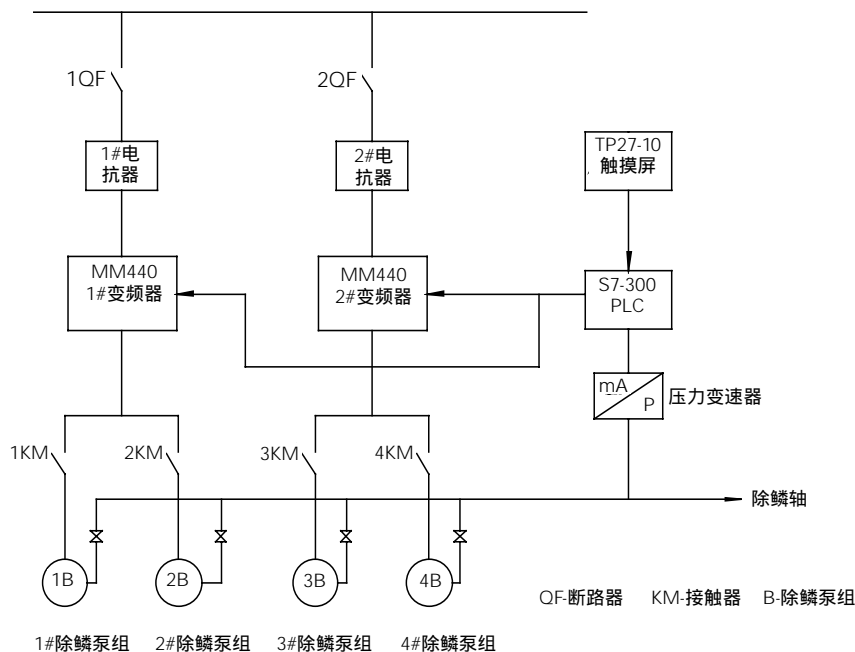 1QF
2QF
1#电
抗器
2#电
抗器
TP27-10
触摸屏
MM440
1#变频器
MM440
2#变频器
S7-300
PLC
mA
P
压力变速器
1KM
2KM
3KM
4KM
除鳞轴
1B
2B
3B
4B
QF-断路器 KM-接触器 B-除鳞泵组
1#除鳞泵组 2#除鳞泵组 3#除鳞泵组 4#除鳞泵组